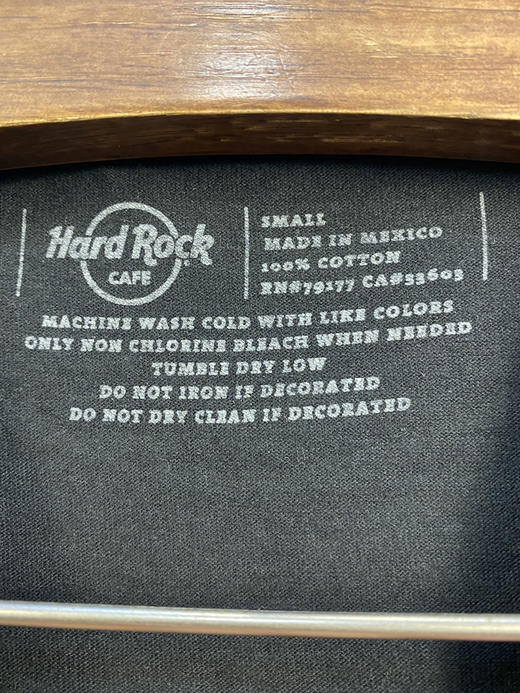 Hard Rock
CAFE
SMALL
MADE IN MEXICO
100% COTTON
RN#79177 CA#33603
MACHINE WASH COLD WITH LIKE COLORS
ONLY NON CHLORINE BLEACH WHEN NEEDED
TUMBLE DRY LOW
DO NOT IRON IF DECORATED
DO NOT DRY CLEAN IF DECORATED